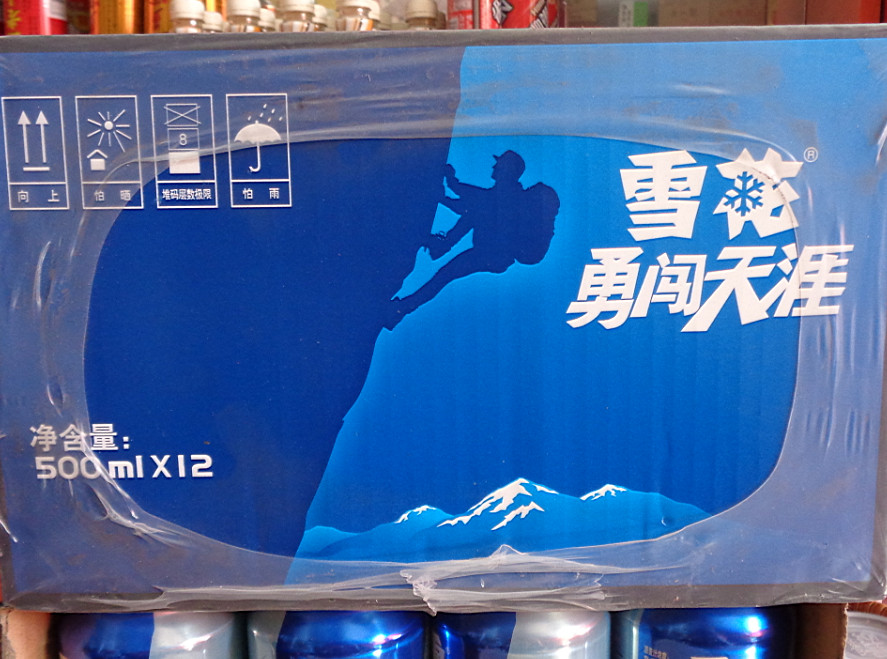 向上
怕晒
8
堆码层数极限
怕雨
雪花®
勇闯天涯
净含量:
500mlX12